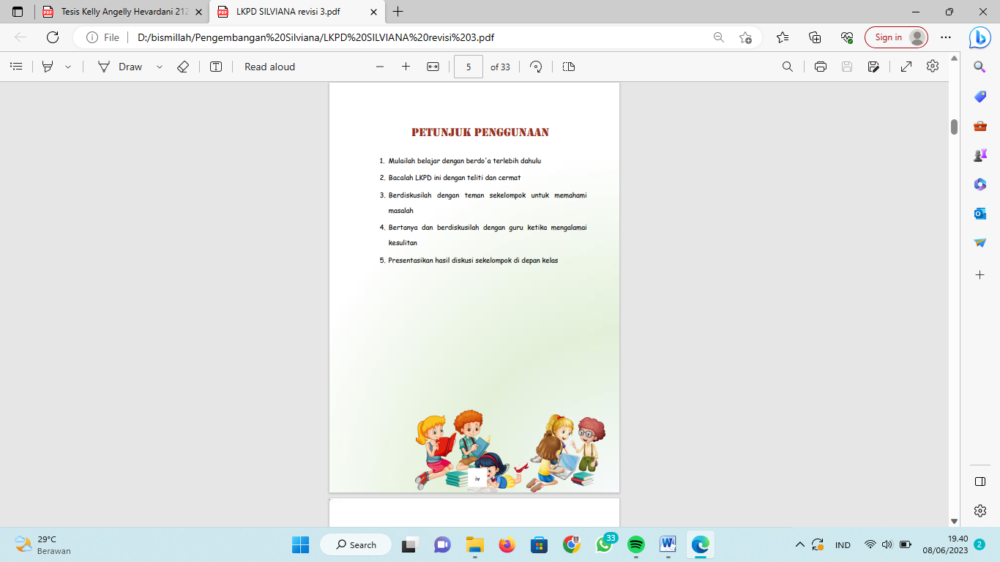 Tesis Kelly Angelly Hevardani 212
LKPD SILVIANA revisi 3.pdf
File
D:/bismillah/Pengembangan%20Silviana/LKPD%20SILVIANA%20revisi%203.pdf
Sign in
Draw
Read aloud
5
of 33
PETUNJUK PENGGUNAAN
1. Mulailah belajar dengan berdo'a terlebih dahulu
2. Bacalah LKPD ini dengan teliti dan cermat
3. Berdiskusilah dengan teman sekelompok untuk memahami
masalah
4. Bertanya dan berdiskusilah dengan guru ketika mengalamai
kesulitan
5. Presentasikan hasil diskusi sekelompok di depan kelas
iv
29°C
Berawan
Search
33
IND
19.40
08/06/2023
2